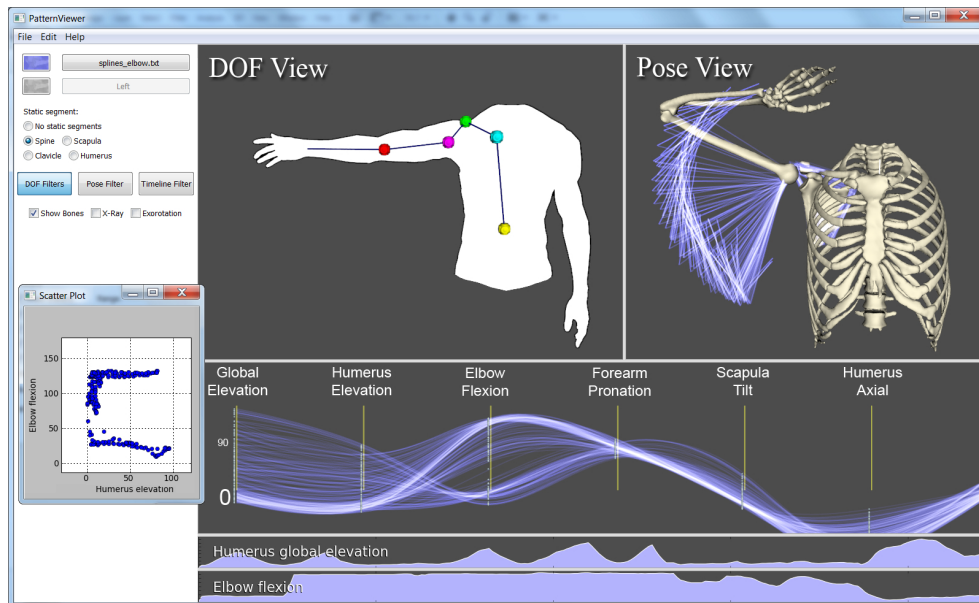 PatternViewer
File Edit Help
splines_elbow.txt
Left
Static segment:
No static segments
Spine Scapula
Clavicle Humerus
DOF Filters Pose Filter Timeline Filter
Show Bones X-Ray Exorotation
DOF View
Pose View
Scatter Plot
150
100
50
0
Elbow flexion
0 50 100
Humerus elevation
Global
Elevation
Humerus
Elevation
Elbow
Flexion
Forearm
Pronation
Scapula
Tilt
Humerus
Axial
90
0
Humerus global elevation
Elbow flexion